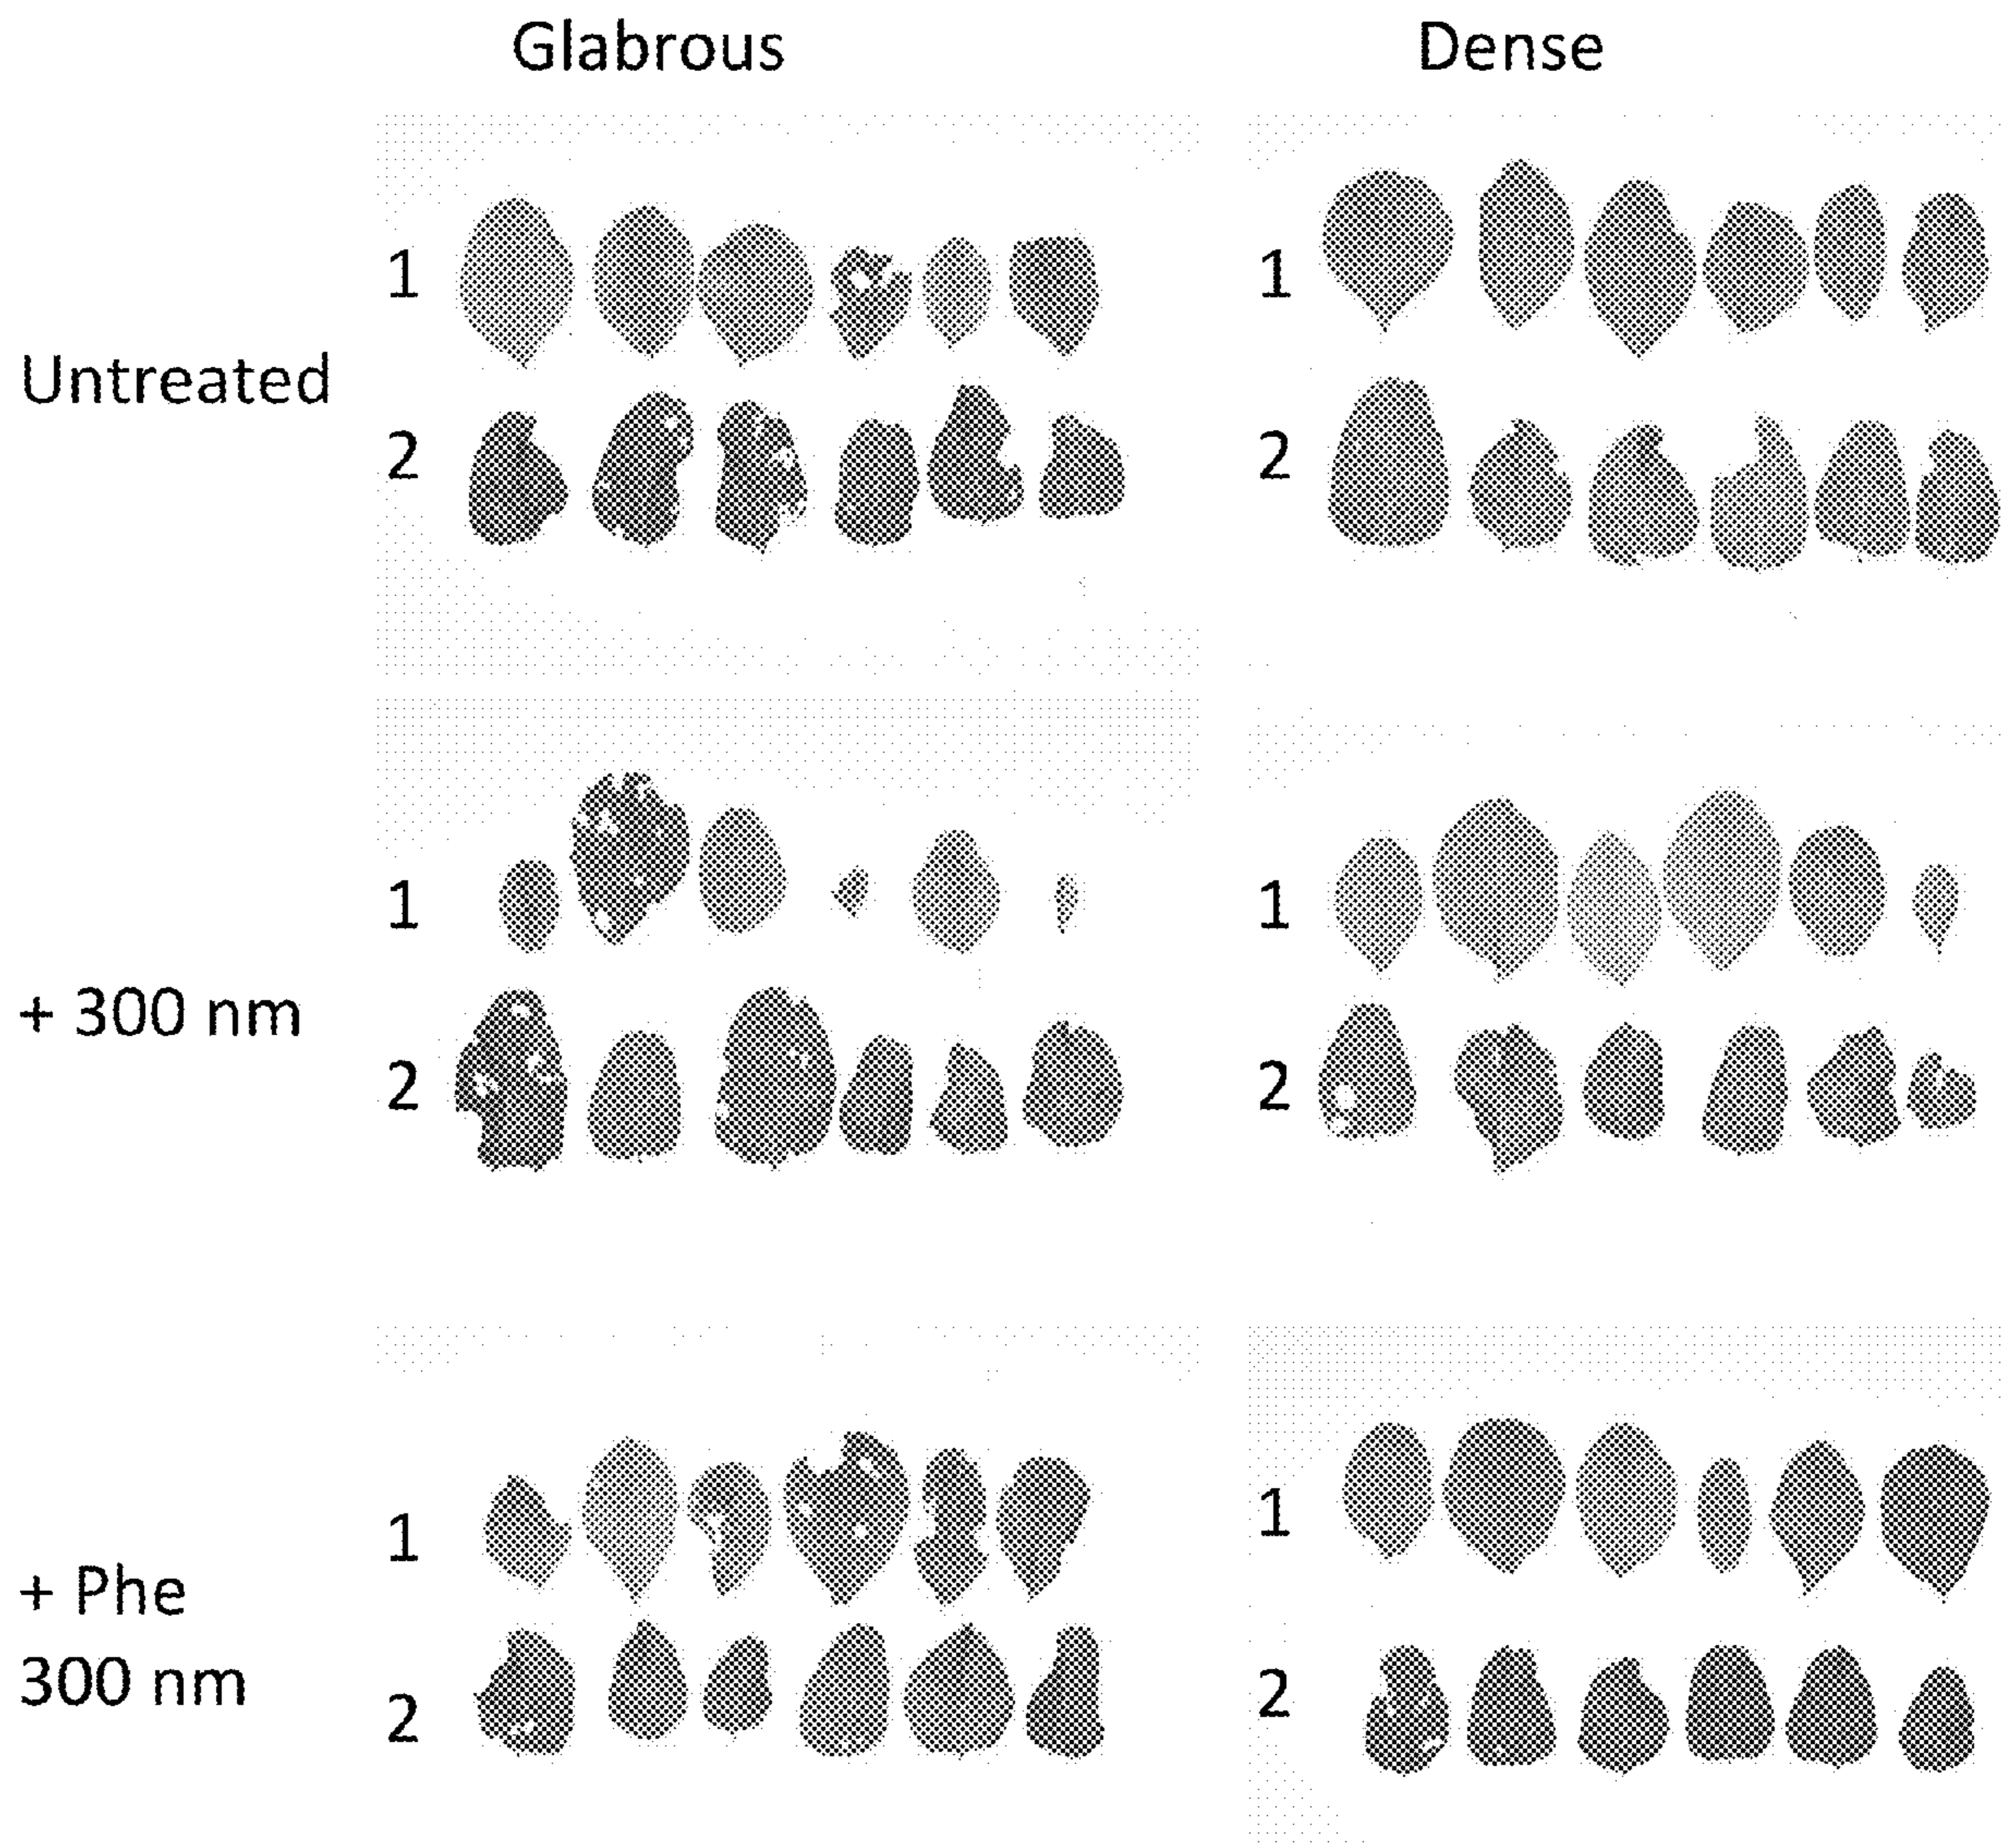 Glabrous Dense
Untreated
1 1
2 2
+ 300 nm
1 1
2 2
+ Phe
300 nm
1 1
2 2